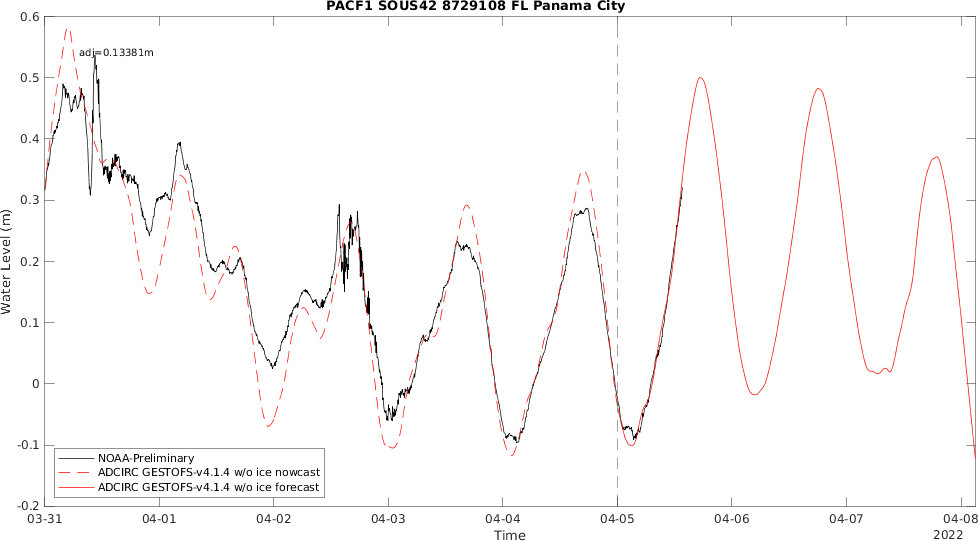 PACF1 SOUS42 8729108 FL Panama City
adj=0.13381m
0.6
0.5
0.4
0.3
0.2
0.1
0
-0.1
-0.2
Water Level (m)
NOAA-Preliminary
ADCIRC GESTOFS-v4.1.4 w/o ice nowcast
ADCIRC GESTOFS-v4.1.4 w/o ice forecast
03-31 04-01 04-02 04-03 04-04 04-05 04-06 04-07 04-08
Time
2022